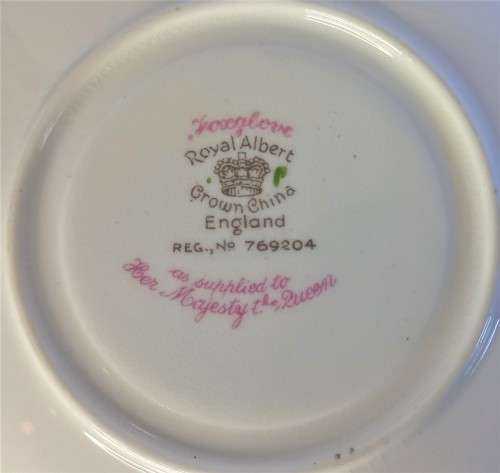 Foxglove
Royal Albert
Crown China
England
REG., No 769204
as supplied to
Her Majesty the Queen